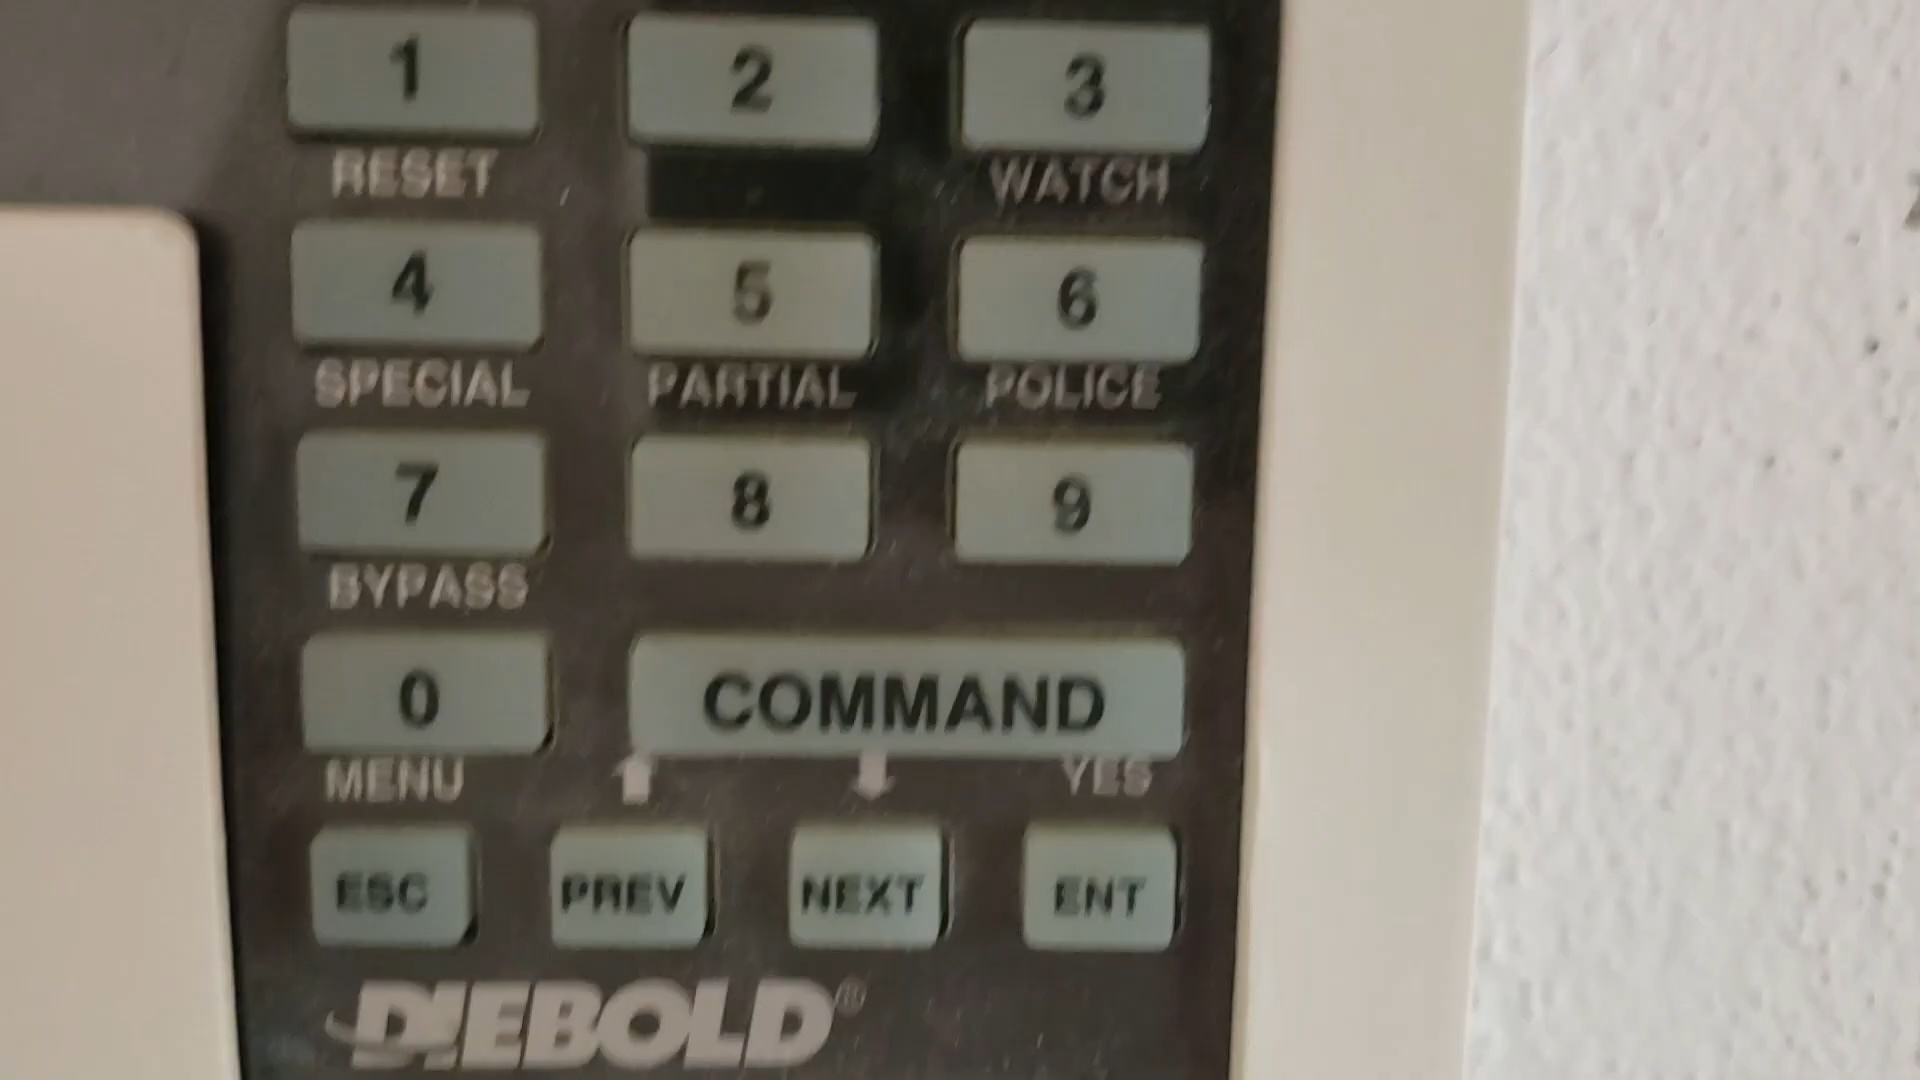 1 2 3
RESET WATCH
4 5 6
SPECIAL PARTIAL POLICE
7 8 9
BYPASS
0 COMMAND
MENU YES
ESC PREV NEXT ENT
DIEBOLD®